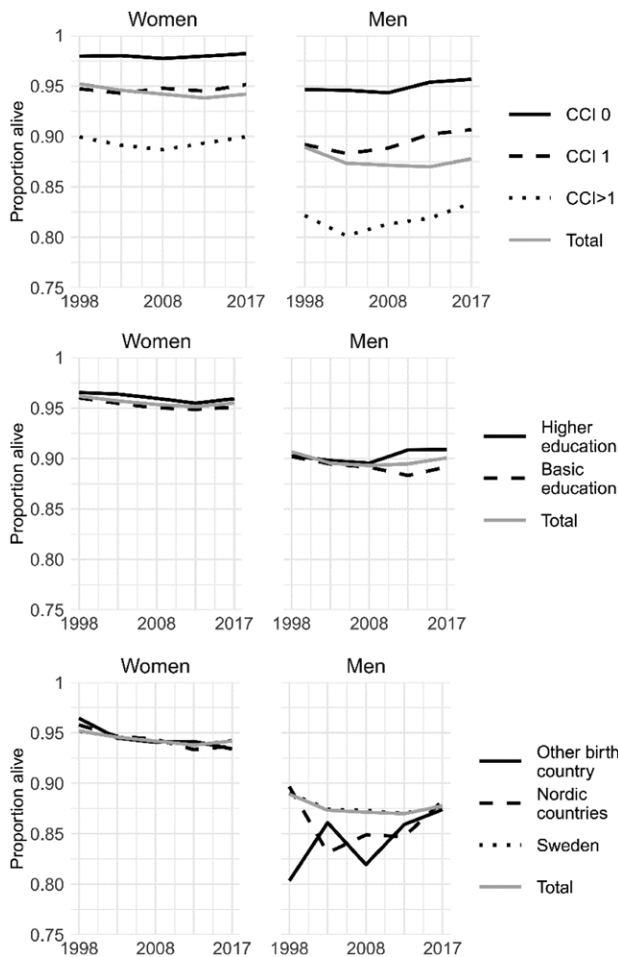 Women
Men
Proportion alive
1
0.95
0.90
0.85
0.80
0.75
1998
2008
2017
1998
2008
2017
CCI 0
CCI 1
CCI>1
Total
Women
Men
Proportion alive
1
0.95
0.90
0.85
0.80
0.75
1998
2008
2017
1998
2008
2017
Higher
education
Basic
education
Total
Women
Men
Proportion alive
1
0.95
0.90
0.85
0.80
0.75
1998
2008
2017
1998
2008
2017
Other birth
country
Nordic
countries
Sweden
Total